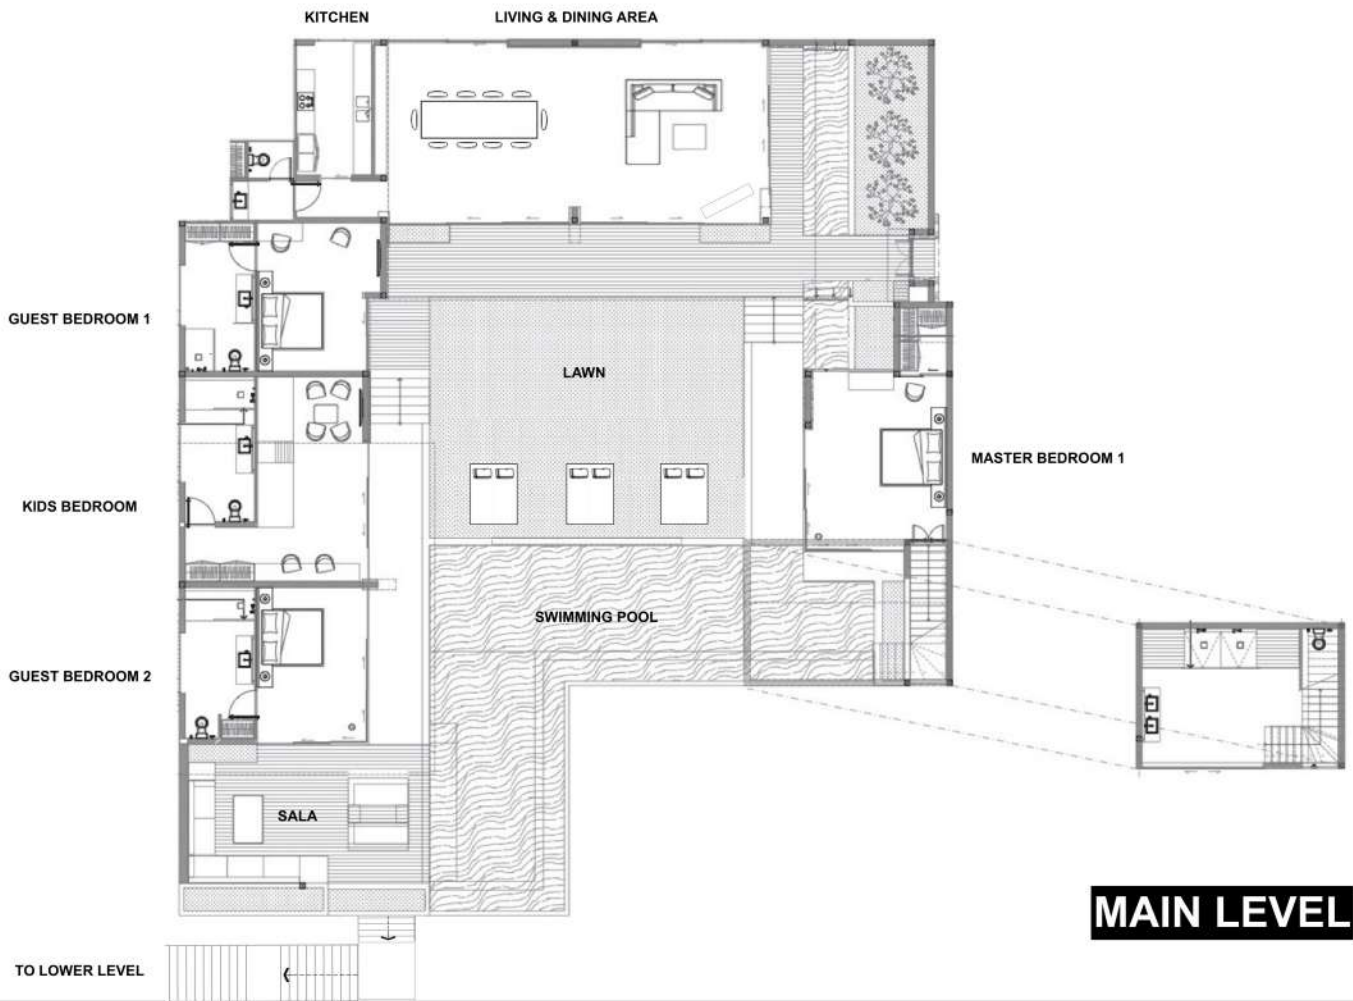 KITCHEN
LIVING & DINING AREA
GUEST BEDROOM 1
LAWN
MASTER BEDROOM 1
KIDS BEDROOM
SWIMMING POOL
GUEST BEDROOM 2
SALA
MAIN LEVEL
TO LOWER LEVEL